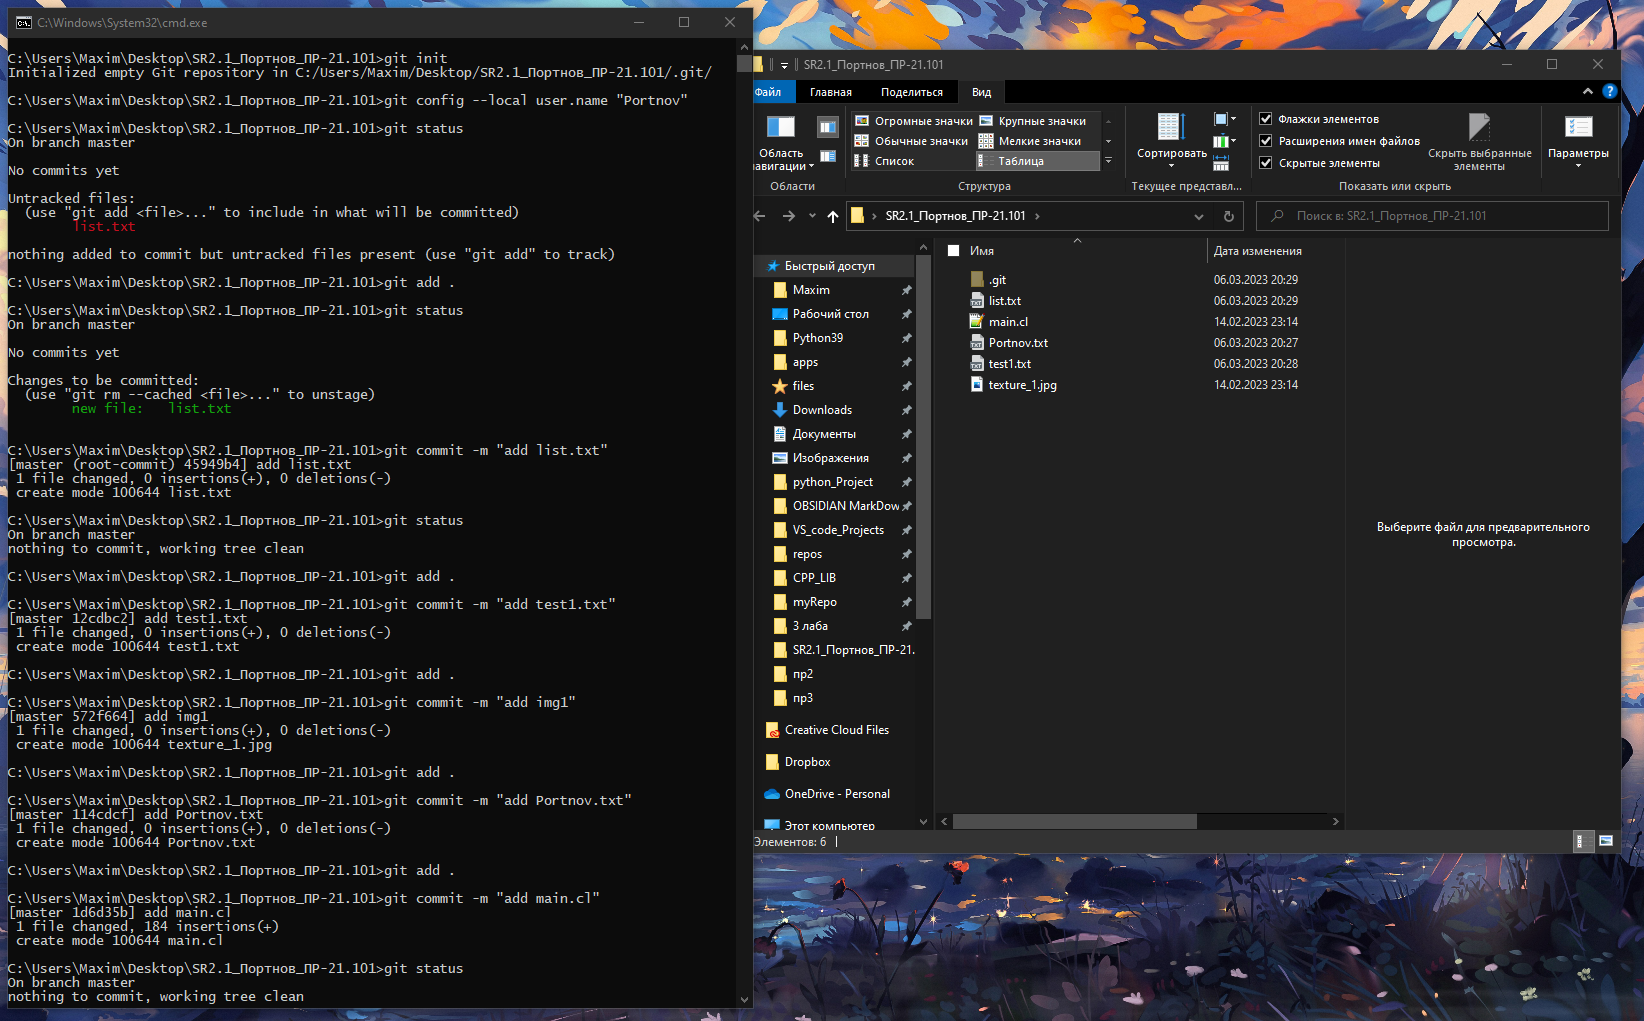 C:\Windows\System32\cmd.exe
C:\Users\Maxim\Desktop\SR2.1_Портнов_ПР-21.101>git init
Initialized empty Git repository in C:/Users/Maxim/Desktop/SR2.1_Портнов_ПР-21.101/.git/
C:\Users\Maxim\Desktop\SR2.1_Портнов_ПР-21.101>git config --local user.name "Portnov"
C:\Users\Maxim\Desktop\SR2.1_Портнов_ПР-21.101>git status
On branch master
No commits yet
Untracked files:
(use "git add <file>..." to include in what will be committed)
list.txt
nothing added to commit but untracked files present (use "git add" to track)
C:\Users\Maxim\Desktop\SR2.1_Портнов_ПР-21.101>git add .
C:\Users\Maxim\Desktop\SR2.1_Портнов_ПР-21.101>git status
On branch master
No commits yet
Changes to be committed:
(use "git rm --cached <file>..." to unstage)
new file:   list.txt
C:\Users\Maxim\Desktop\SR2.1_Портнов_ПР-21.101>git commit -m "add list.txt"
[master (root-commit) 45949b4] add list.txt
1 file changed, 0 insertions(+), 0 deletions(-)
create mode 100644 list.txt
C:\Users\Maxim\Desktop\SR2.1_Портнов_ПР-21.101>git status
On branch master
nothing to commit, working tree clean
C:\Users\Maxim\Desktop\SR2.1_Портнов_ПР-21.101>git add .
C:\Users\Maxim\Desktop\SR2.1_Портнов_ПР-21.101>git commit -m "add test1.txt"
[master 12cdbc2] add test1.txt
1 file changed, 0 insertions(+), 0 deletions(-)
create mode 100644 test1.txt
C:\Users\Maxim\Desktop\SR2.1_Портнов_ПР-21.101>git add .
C:\Users\Maxim\Desktop\SR2.1_Портнов_ПР-21.101>git commit -m "add img1"
[master 572f664] add img1
1 file changed, 0 insertions(+), 0 deletions(-)
create mode 100644 texture_1.jpg
C:\Users\Maxim\Desktop\SR2.1_Портнов_ПР-21.101>git add .
C:\Users\Maxim\Desktop\SR2.1_Портнов_ПР-21.101>git commit -m "add Portnov.txt"
[master 114cdcf] add Portnov.txt
1 file changed, 0 insertions(+), 0 deletions(-)
create mode 100644 Portnov.txt
C:\Users\Maxim\Desktop\SR2.1_Портнов_ПР-21.101>git add .
C:\Users\Maxim\Desktop\SR2.1_Портнов_ПР-21.101>git commit -m "add main.cl"
[master 1d6d35b] add main.cl
1 file changed, 184 insertions(+)
create mode 100644 main.cl
C:\Users\Maxim\Desktop\SR2.1_Портнов_ПР-21.101>git status
On branch master
nothing to commit, working tree clean
SR2.1_Портнов_ПР-21.101
Файл Главная Поделиться Вид
Область
навигации
Огромные значки Крупные значки
Обычные значки Мелкие значки
Список Таблица
Сортировать
Флажки элементов
Расширения имен файлов
Скрытые элементы
Скрыть выбранные
элементы
Параметры
Области Структура Текущее представл... Показать или скрыть
SR2.1_Портнов_ПР-21.101
Поиск в: SR2.1_Портнов_ПР-21.101
Быстрый доступ
Maxim
Рабочий стол
Python39
apps
files
Downloads
Документы
Изображения
python_Project
OBSIDIAN MarkDow
VS_code_Projects
repos
CPP_LIB
myRepo
3 лаба
SR2.1_Портнов_ПР-21.
пр2
пр3
Creative Cloud Files
Dropbox
OneDrive - Personal
Этот компьютер
Имя Дата изменения
.git 06.03.2023 20:29
list.txt 06.03.2023 20:29
main.cl 14.02.2023 23:14
Portnov.txt 06.03.2023 20:27
test1.txt 06.03.2023 20:28
texture_1.jpg 14.02.2023 23:14
Выберите файл для предварительного
просмотра.
Элементов: 6